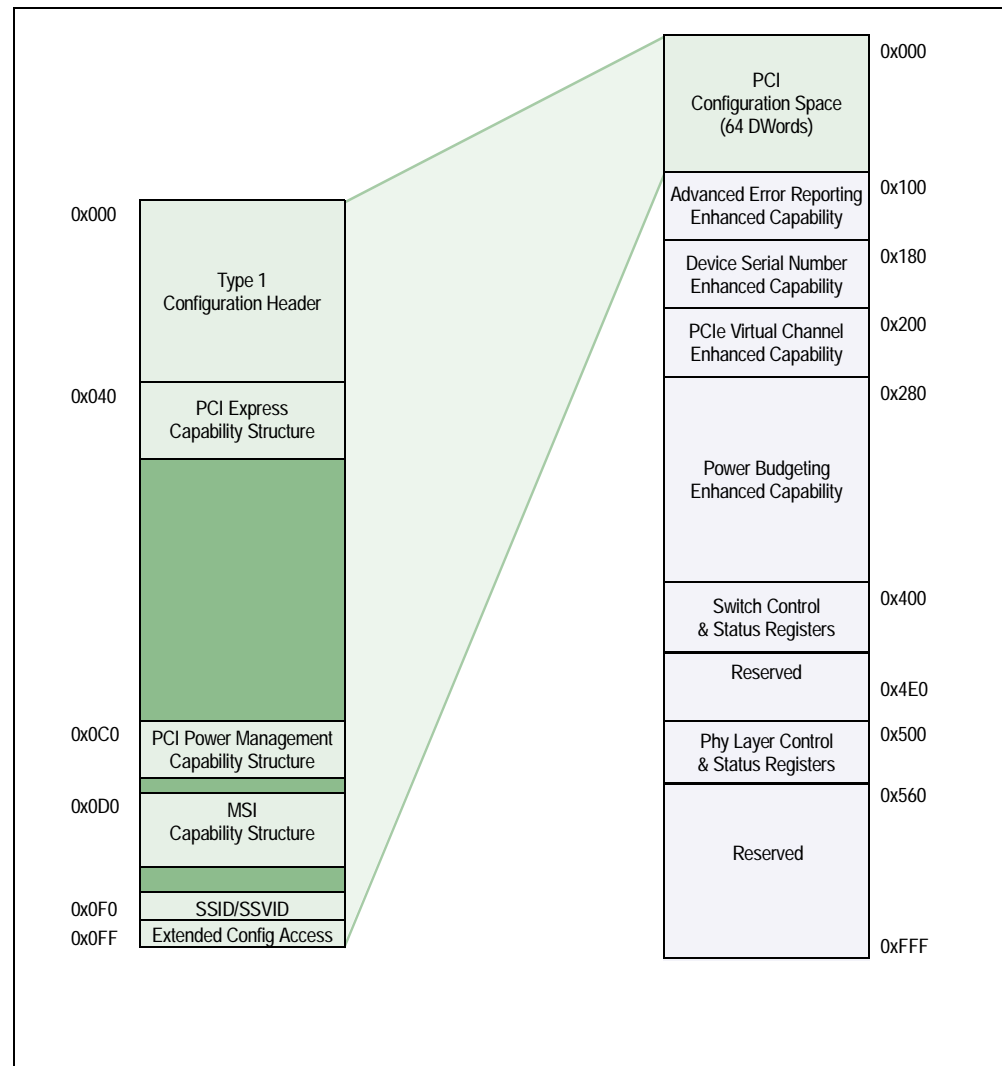 0x000
Type 1
Configuration Header
0x040
PCI Express
Capability Structure
0x0C0
PCI Power Management
Capability Structure
0x0D0
MSI
Capability Structure
0x0F0
SSID/SSVID
0x0FF
Extended Config Access
0x000
PCI
Configuration Space
(64 DWords)
0x100
Advanced Error Reporting
Enhanced Capability
0x180
Device Serial Number
Enhanced Capability
0x200
PCIe Virtual Channel
Enhanced Capability
0x280
Power Budgeting
Enhanced Capability
0x400
Switch Control
& Status Registers
Reserved
0x4E0
0x500
Phy Layer Control
& Status Registers
0x560
Reserved
0xFFF